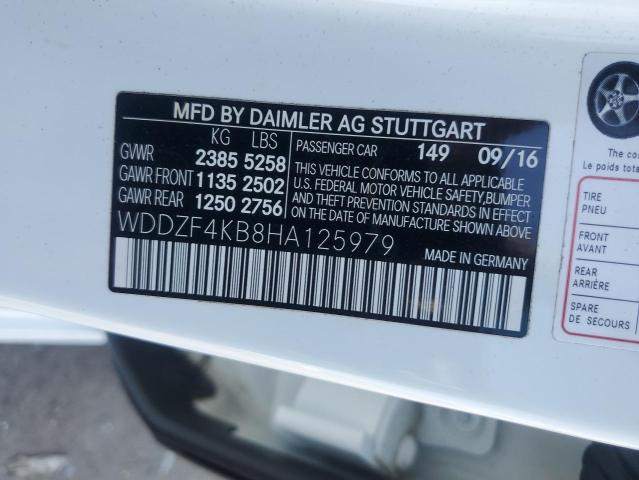 MFD BY DAIMLER AG STUTTGART
KG LBS
GVWR 2385 5258
GAWR FRONT 1135 2502
GAWR REAR 1250 2756
PASSENGER CAR 149 09/16
THIS VEHICLE CONFORMS TO ALL APPLICABLE
U.S. FEDERAL MOTOR VEHICLE SAFETY, BUMPER
AND THEFT PREVENTION STANDARDS IN EFFECT
ON THE DATE OF MANUFACTURE SHOWN ABOVE
WDDZF4KB8HA125979
MADE IN GERMANY
The
Le poids
TIRE
PNEU
FRONT
AVANT
REAR
ARRIÈRE
SPARE
DE SECOURS